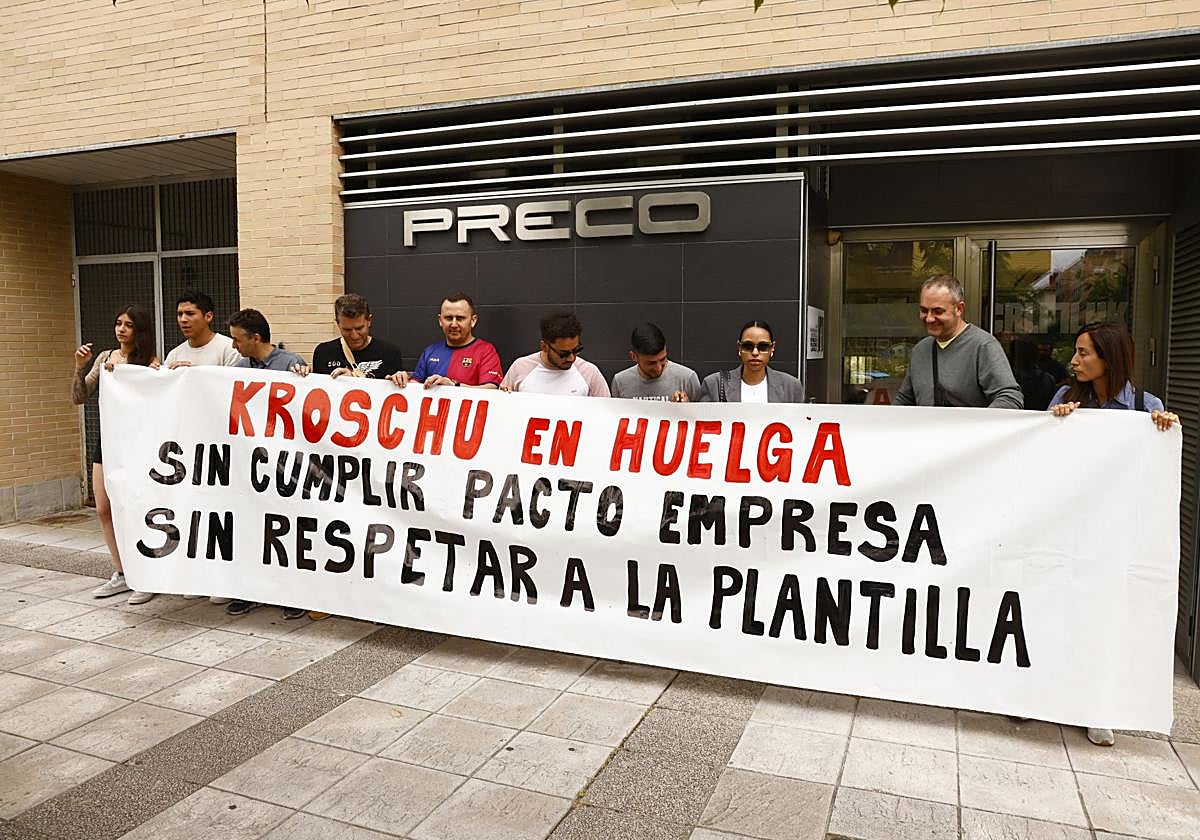 PRECO
KROSCHU EN HUELGA
SIN CUMPLIR PACTO EMPRESA
SIN RESPETAR A LA PLANTILLA